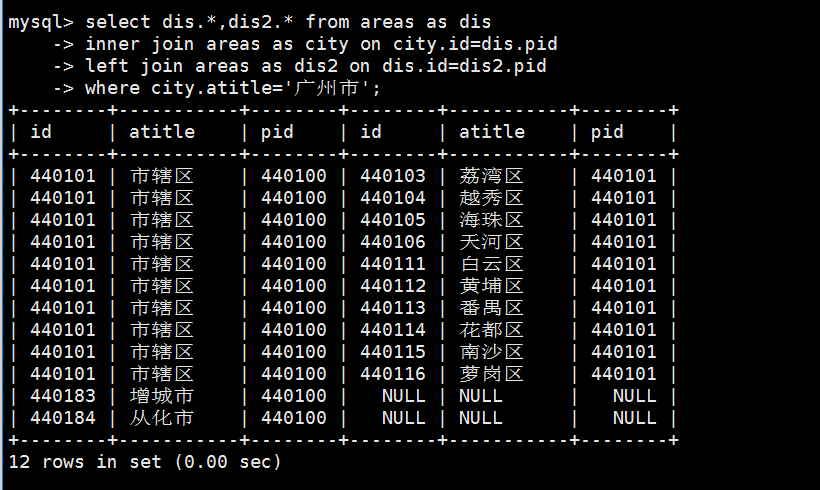 mysql> select dis.*,dis2.* from areas as dis
    -> inner join areas as city on city.id=dis.pid
    -> left join areas as dis2 on dis.id=dis2.pid
    -> where city.atitle='广州市';
+--------+-----------+--------+--------+-----------+--------+
| id     | atitle    | pid    | id     | atitle    | pid    |
+--------+-----------+--------+--------+-----------+--------+
| 440101 | 市辖区    | 440100 | 440103 | 荔湾区    | 440101 |
| 440101 | 市辖区    | 440100 | 440104 | 越秀区    | 440101 |
| 440101 | 市辖区    | 440100 | 440105 | 海珠区    | 440101 |
| 440101 | 市辖区    | 440100 | 440106 | 天河区    | 440101 |
| 440101 | 市辖区    | 440100 | 440111 | 白云区    | 440101 |
| 440101 | 市辖区    | 440100 | 440112 | 黄埔区    | 440101 |
| 440101 | 市辖区    | 440100 | 440113 | 番禺区    | 440101 |
| 440101 | 市辖区    | 440100 | 440114 | 花都区    | 440101 |
| 440101 | 市辖区    | 440100 | 440115 | 南沙区    | 440101 |
| 440101 | 市辖区    | 440100 | 440116 | 萝岗区    | 440101 |
| 440183 | 增城市    | 440100 |   NULL | NULL      |   NULL |
| 440184 | 从化市    | 440100 |   NULL | NULL      |   NULL |
+--------+-----------+--------+--------+-----------+--------+
12 rows in set (0.00 sec)